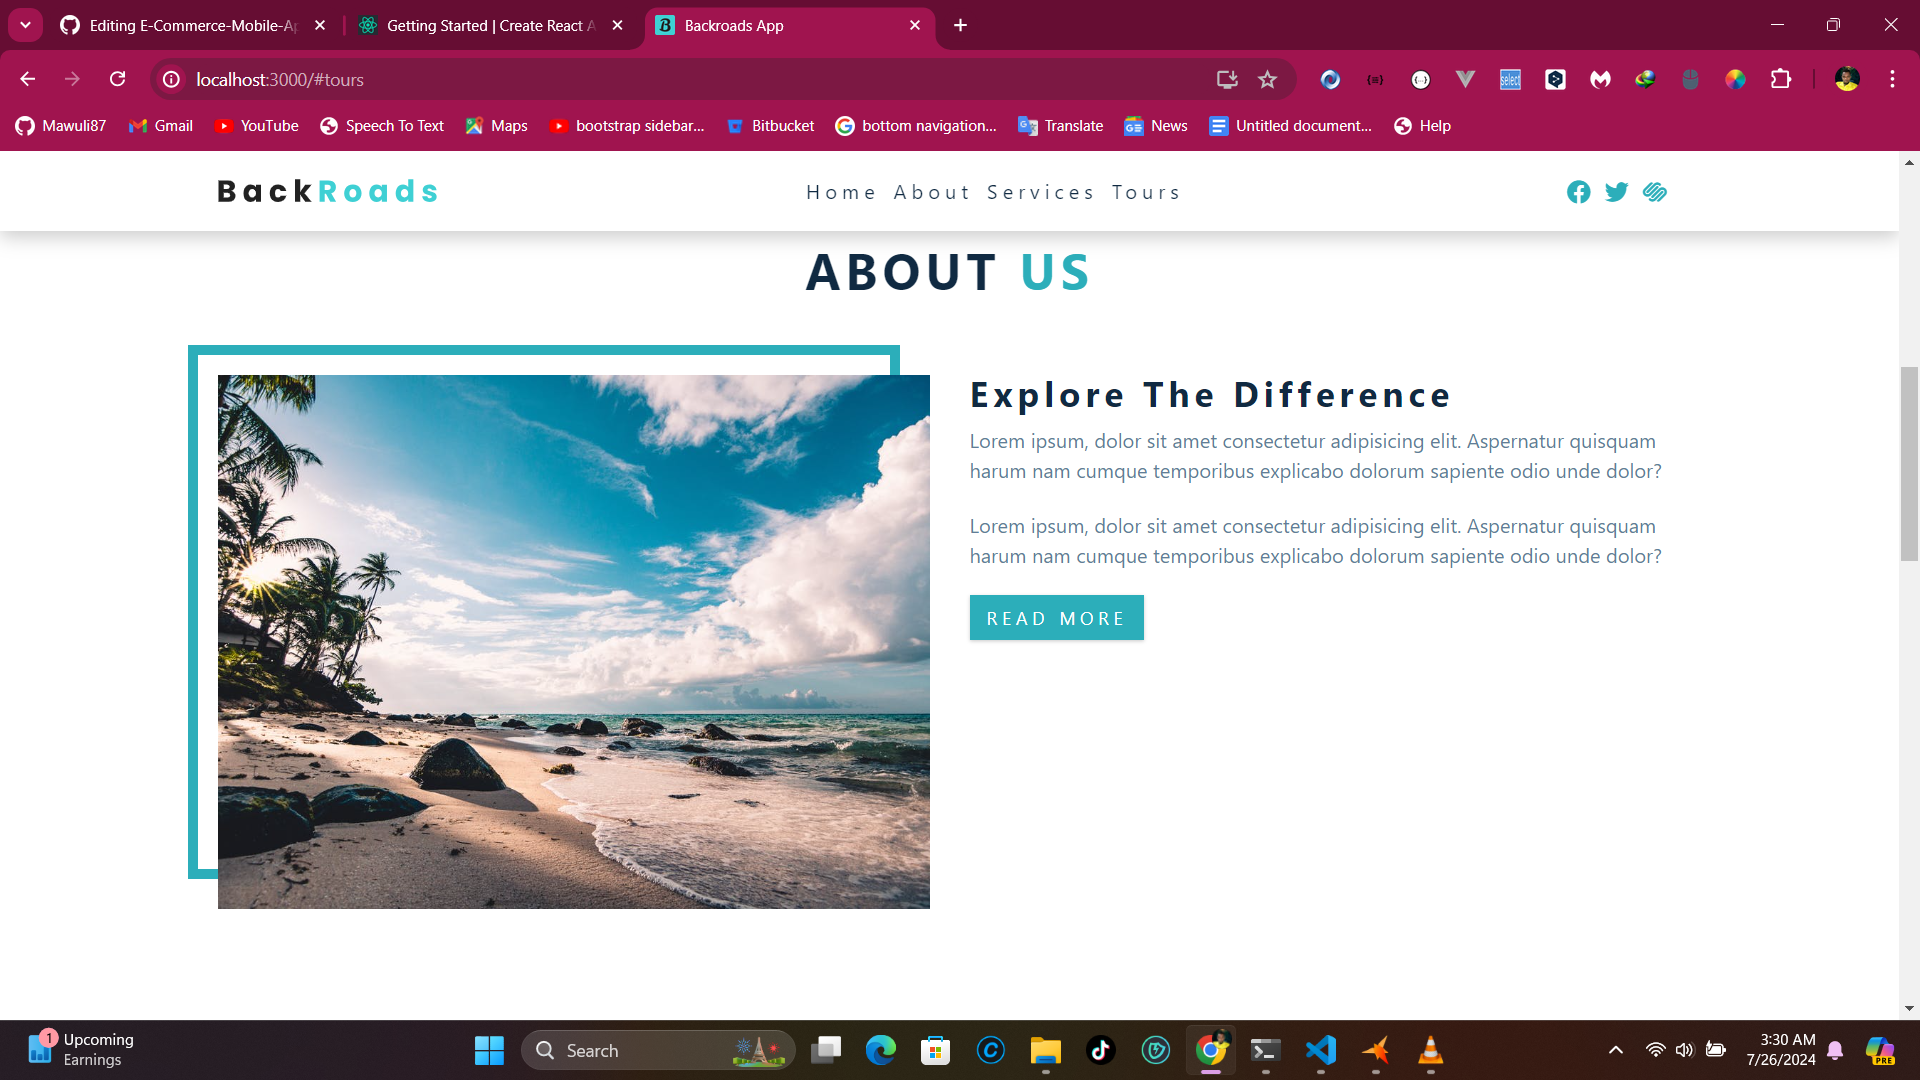 Editing E-Commerce-Mobile-Ap
Getting Started | Create React A
Backroads App
localhost:3000/#tours
select
Mawuli87
Gmail
YouTube
Speech To Text
Maps
bootstrap sidebar...
Bitbucket
bottom navigation...
Translate
News
Untitled document...
Help
BackRoads
Home About Services Tours
ABOUT US
Explore The Difference
Lorem ipsum, dolor sit amet consectetur adipisicing elit. Aspernatur quisquam
harum nam cumque temporibus explicabo dolorum sapiente odio unde dolor?
Lorem ipsum, dolor sit amet consectetur adipisicing elit. Aspernatur quisquam
harum nam cumque temporibus explicabo dolorum sapiente odio unde dolor?
READ MORE
1
Upcoming
Earnings
Search
3:30 AM
7/26/2024
PRE